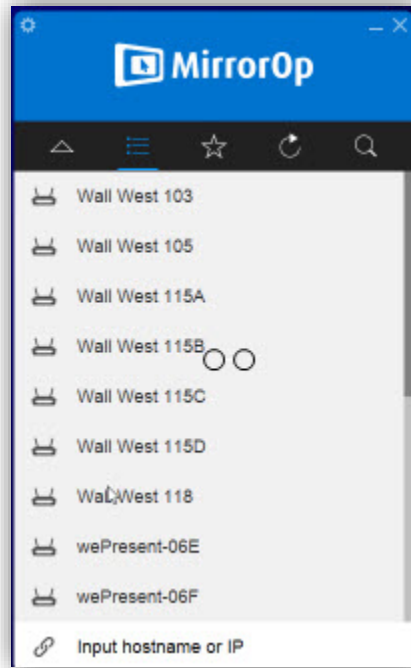 MirrorOp
Wall West 103
Wall West 105
Wall West 115A
Wall West 115B
Wall West 115C
Wall West 115D
Wall West 118
wePresent-06E
wePresent-06F
Input hostname or IP